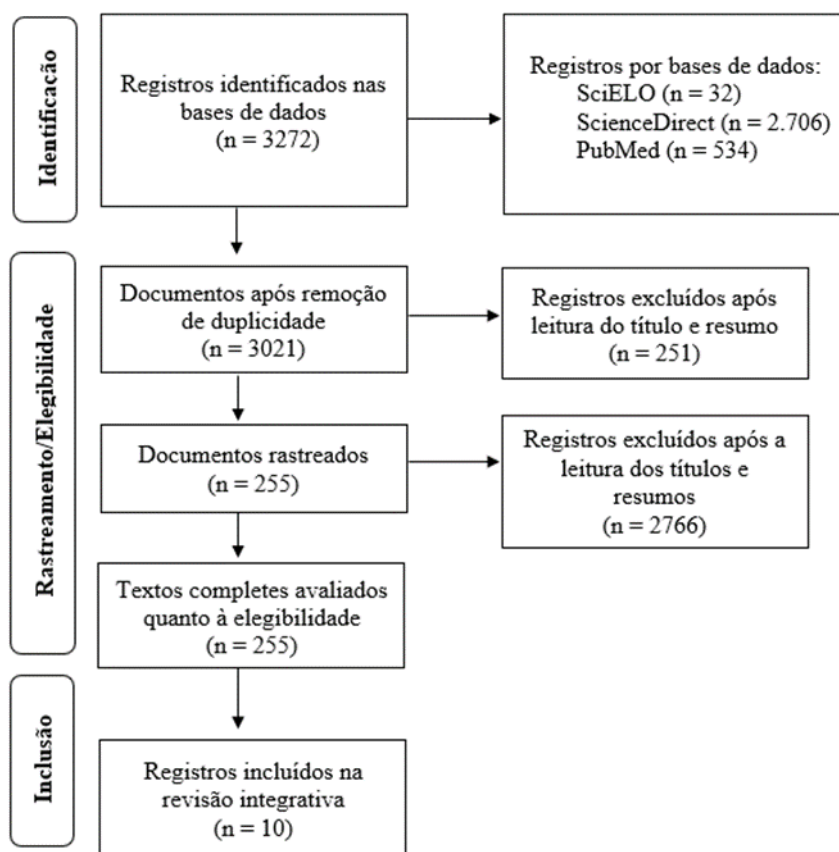 Identificação
Registros identificados nas
bases de dados
(n = 3272)
Registros por bases de dados:
SciELO (n = 32)
ScienceDirect (n = 2.706)
PubMed (n = 534)
Rastreamento/Elegibilidade
Documentos após remoção
de duplicidade
(n = 3021)
Registros excluídos após
leitura do título e resumo
(n = 251)
Documentos rastreados
(n = 255)
Registros excluídos após a
leitura dos títulos e
resumos
(n = 2766)
Textos completes avaliados
quanto à elegibilidade
(n = 255)
Inclusão
Registros incluídos na
revisão integrativa
(n = 10)